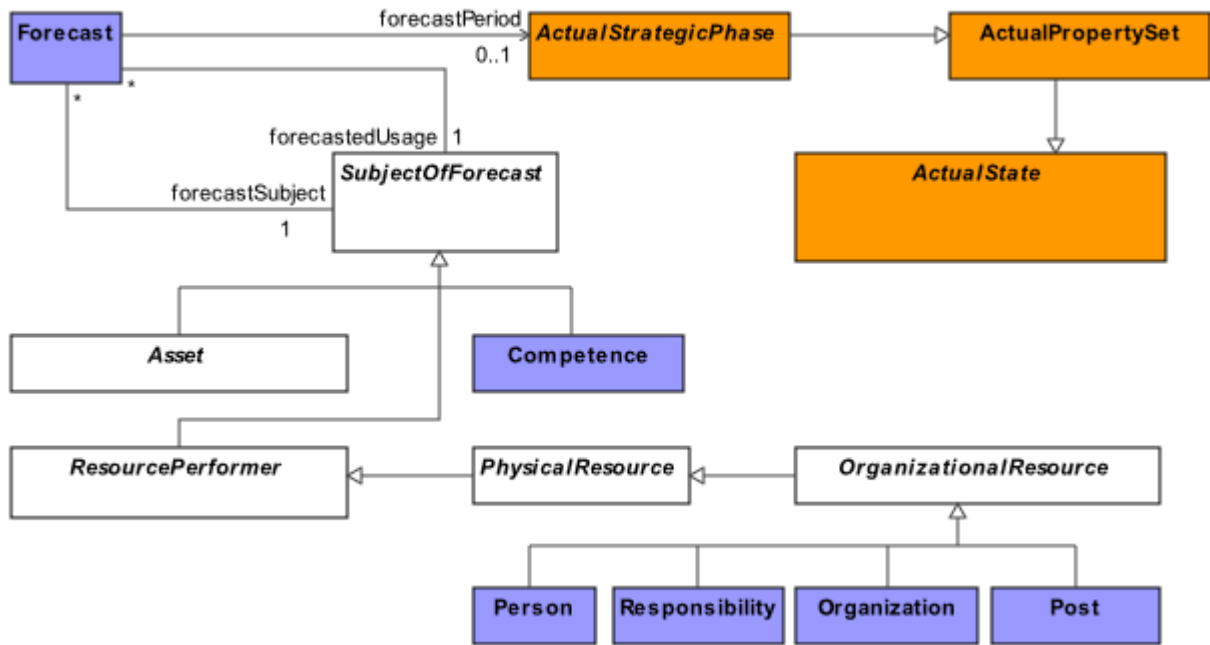 Forecast
forecastPeriod
0..1
ActualStrategicPhase
ActualPropertySet
*
*
forecastedUsage 1
SubjectOfForecast
forecastSubject
1
ActualState
Asset
Competence
ResourcePerformer
PhysicalResource
OrganizationalResource
Person
Responsibility
Organization
Post